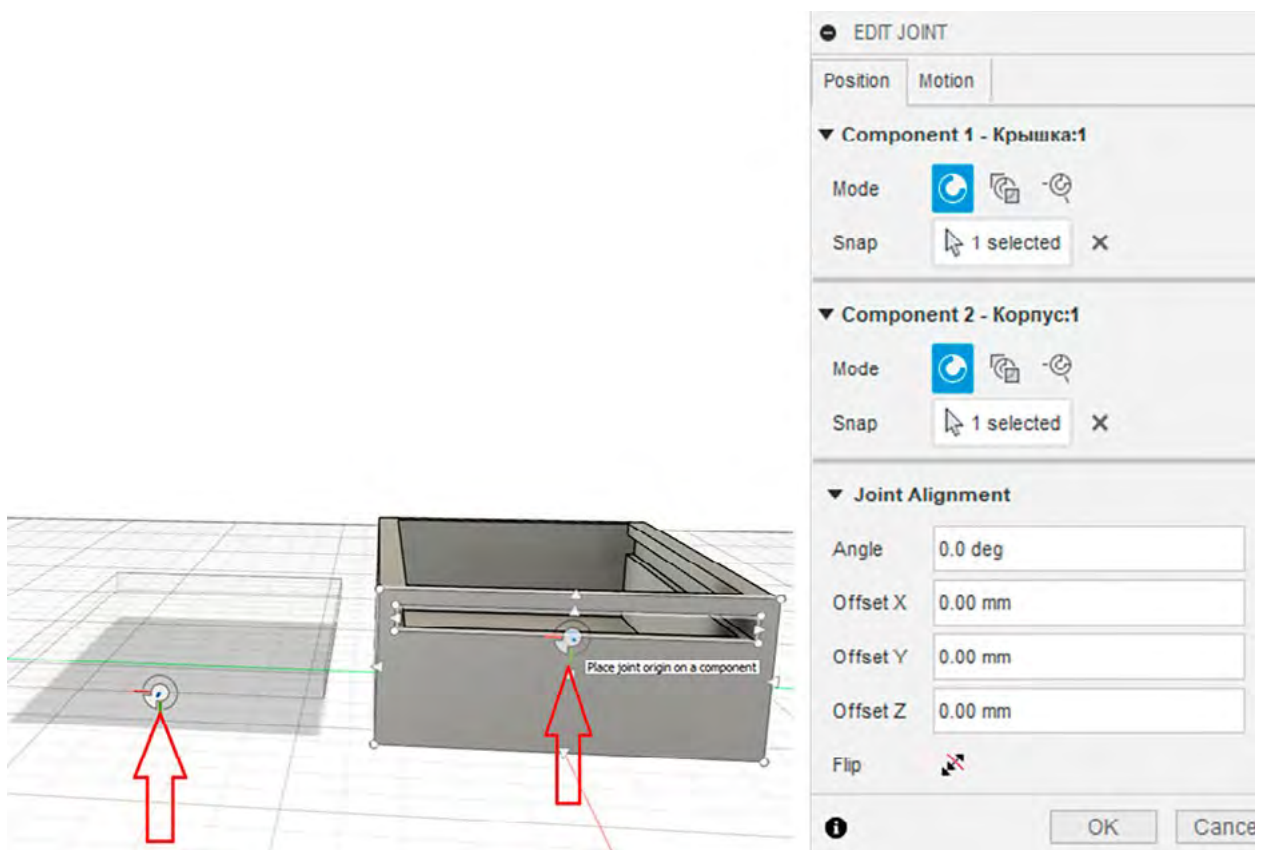 EDIT JOINT
Position Motion
Component 1 - Крышка:1
Mode
Snap 1 selected
Component 2 - Корпус:1
Mode
Snap 1 selected
Joint Alignment
Angle 0.0 deg
Offset X 0.00 mm
Offset Y 0.00 mm
Offset Z 0.00 mm
Flip
OK Cance
Place joint origin on a component